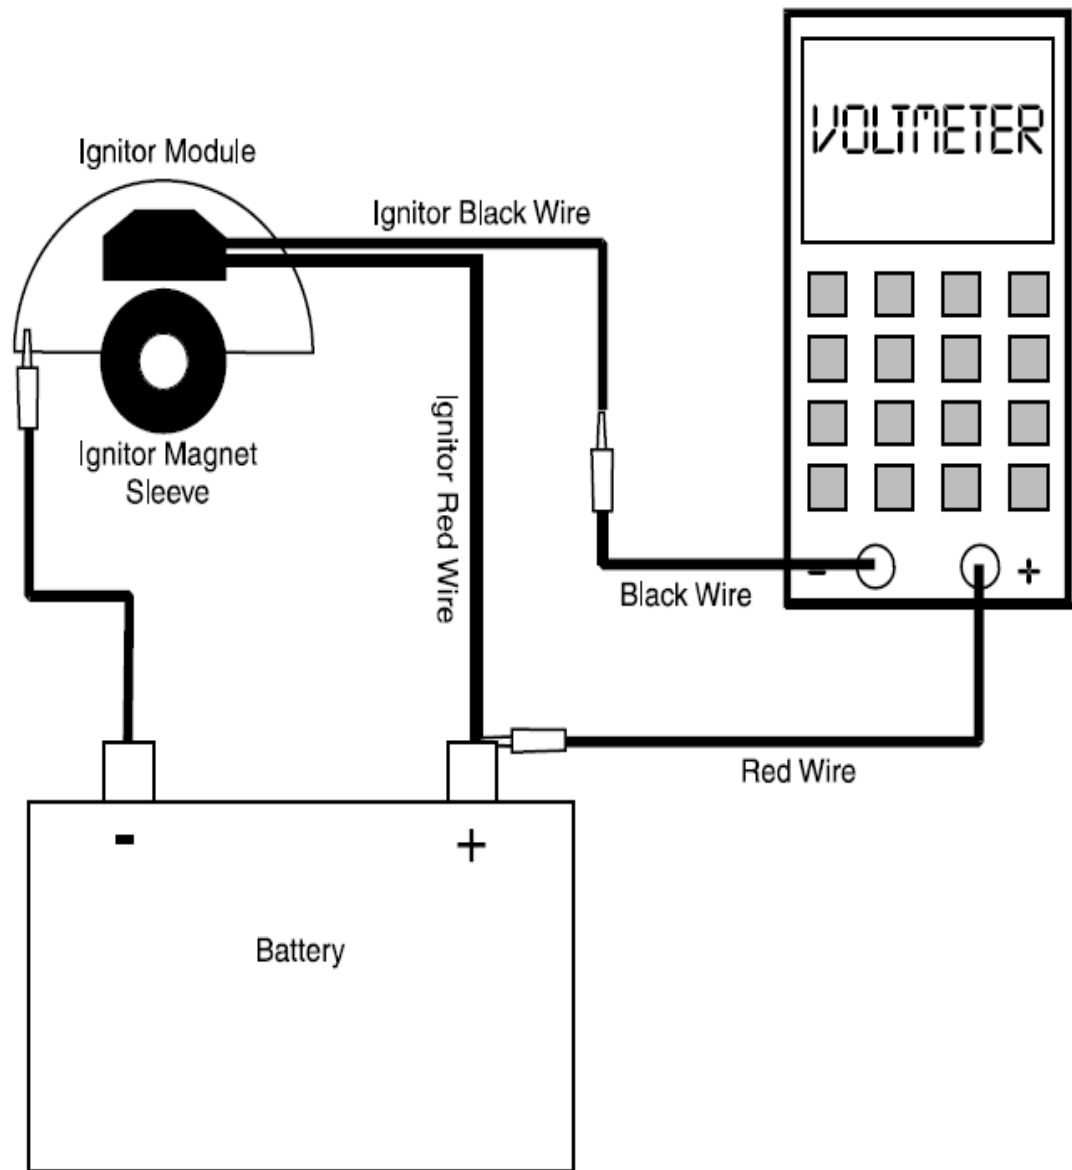 VOLTMETER
Ignitor Module
Ignitor Black Wire
Ignitor Magnet
Sleeve
Ignitor Red Wire
- +
Black Wire
Red Wire
- +
Battery